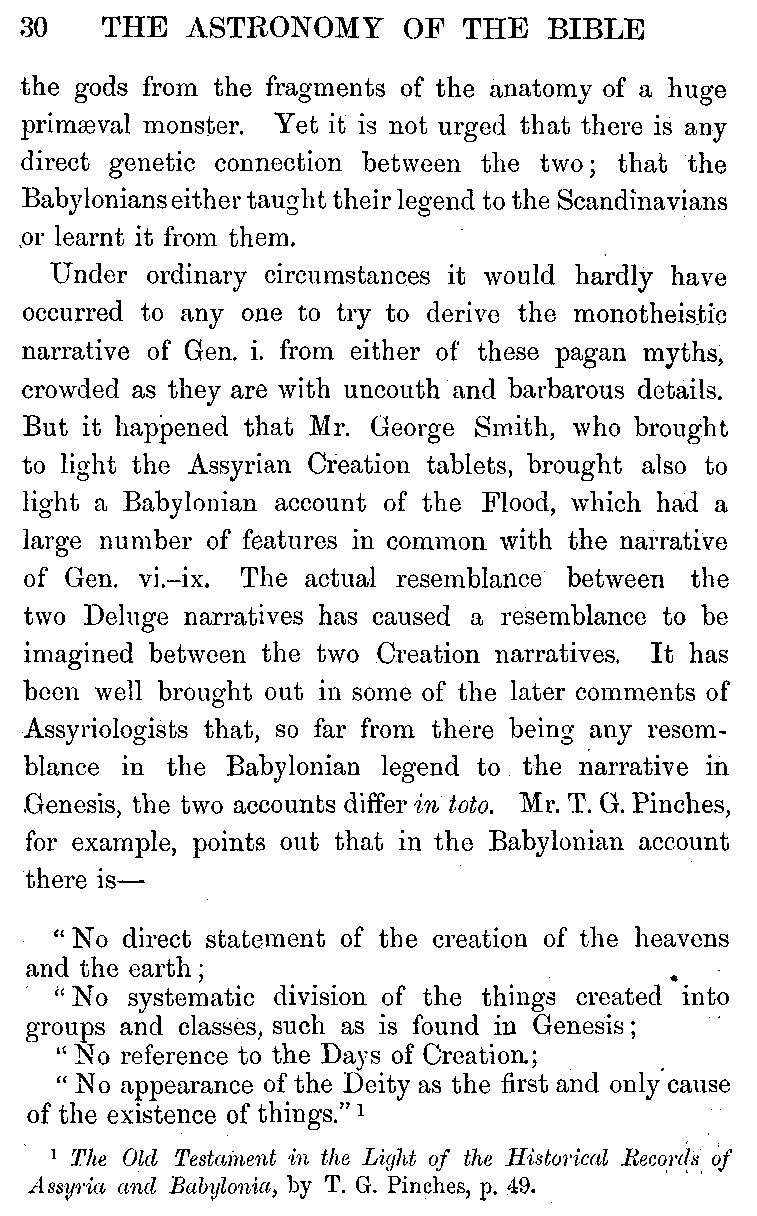 30 THE ASTRONOMY OF THE BIBLE
the gods from the fragments of the anatomy of a huge
primæval monster. Yet it is not urged that there is any
direct genetic connection between the two; that the
Babylonians either taught their legend to the Scandinavians
or learnt it from them.
Under ordinary circumstances it would hardly have
occurred to any one to try to derive the monotheistic
narrative of Gen. i. from either of these pagan myths,
crowded as they are with uncouth and barbarous details.
But it happened that Mr. George Smith, who brought
to light the Assyrian Creation tablets, brought also to
light a Babylonian account of the Flood, which had a
large number of features in common with the narrative
of Gen. vi.–ix. The actual resemblance between the
two Deluge narratives has caused a resemblance to be
imagined between the two Creation narratives. It has
been well brought out in some of the later comments of
Assyriologists that, so far from there being any resem-
blance in the Babylonian legend to the narrative in
Genesis, the two accounts differ in toto. Mr. T. G. Pinches,
for example, points out that in the Babylonian account
there is—
“No direct statement of the creation of the heavens
and the earth;
“No systematic division of the things created into
groups and classes, such as is found in Genesis;
“No reference to the Days of Creation.;
“No appearance of the Deity as the first and only cause
of the existence of things.” 1
1 The Old Testament in the Light of the Historical Records of
Assyria and Babylonia, by T. G. Pinches, p. 49.